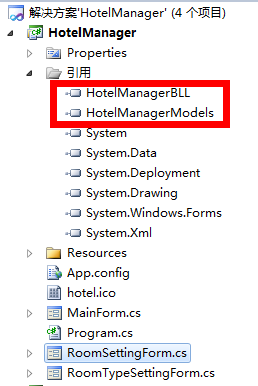 解决方案'HotelManager' (4 个项目)
HotelManager
Properties
引用
HotelManagerBLL
HotelManagerModels
System
System.Data
System.Deployment
System.Drawing
System.Windows.Forms
System.Xml
Resources
App.config
hotel.ico
MainForm.cs
Program.cs
RoomSettingForm.cs
RoomTypeSettingForm.cs